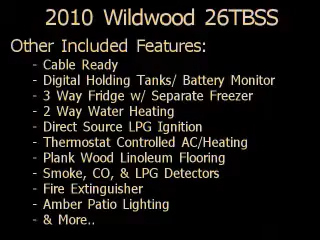 2010 Wildwood 26TBSS
Other Included Features:
- Cable Ready
- Digital Holding Tanks/ Battery Monitor
- 3 Way Fridge w/ Separate Freezer
- 2 Way Water Heating
- Direct Source LPG Ignition
- Thermostat Controlled AC/Heating
- Plank Wood Linoleum Flooring
- Smoke, CO, & LPG Detectors
- Fire Extinguisher
- Amber Patio Lighting
- & More..